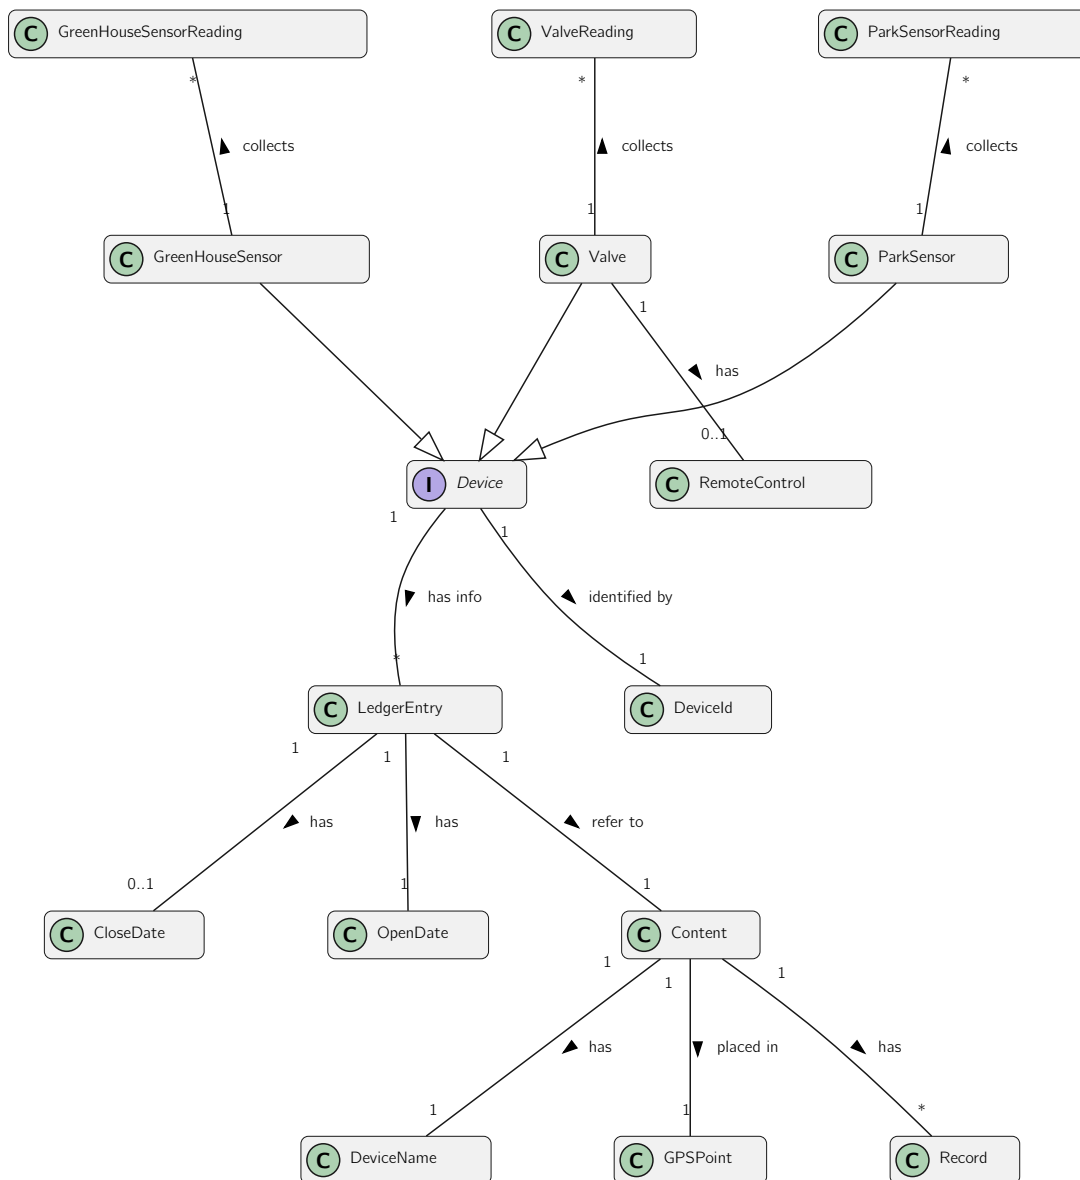 C GreenHouseSensorReading
C ValveReading
C ParkSensorReading
* * *
collects collects collects
1 1 1
C GreenHouseSensor
C Valve
C ParkSensor
1
has
0..1
I Device
C RemoteControl
1 1
has info identified by
* 1
C LedgerEntry
C DeviceId
1 1 1
has has refer to
0..1 1 1
C CloseDate
C OpenDate
C Content
1 1 1
has placed in has
1 1 *
C DeviceName
C GPSPoint
C Record